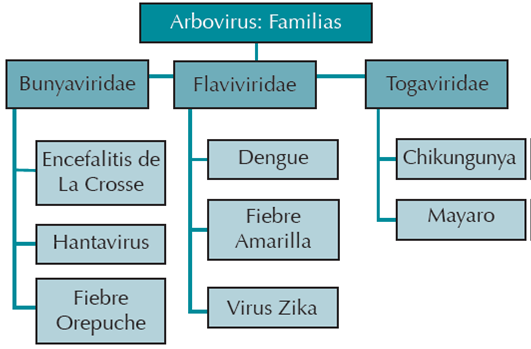 Arbovirus: Familias
Bunyaviridae
Flaviviridae
Togaviridae
Encefalitis de
La Crosse
Hantavirus
Fiebre
Orepuche
Dengue
Fiebre
Amarilla
Virus Zika
Chikungunya
Mayaro